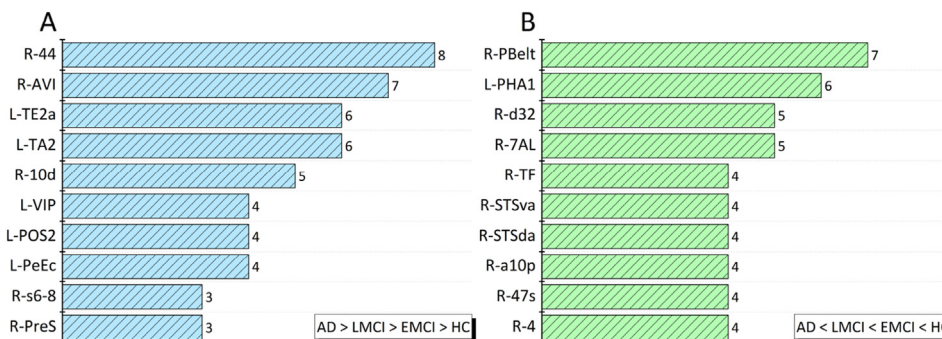 A
R-44 8
R-AVI 7
L-TE2a 6
L-TA2 6
R-10d 5
L-VIP 4
L-POS2 4
L-PeEc 4
R-s6-8 3
R-PreS 3
AD > LMCI > EMCI > HC
B
R-PBelt 7
L-PHA1 6
R-d32 5
R-7AL 5
R-TF 4
R-STSva 4
R-STSda 4
R-a10p 4
R-47s 4
R-4 4
AD < LMCI < EMCI < HC